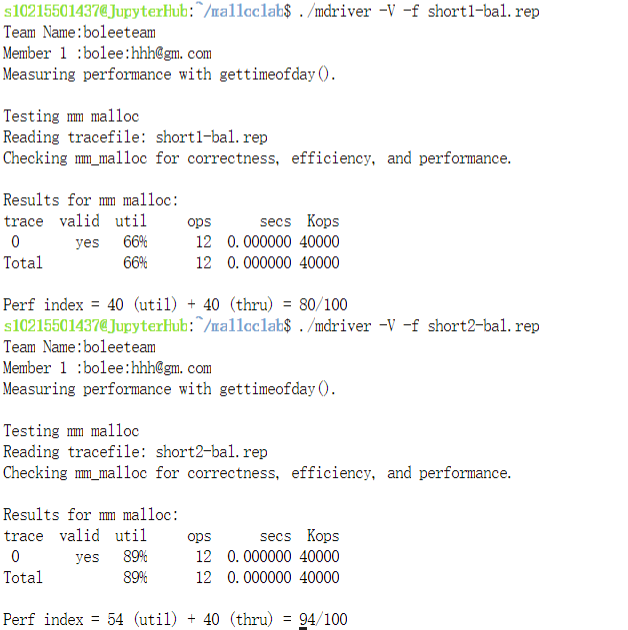 s10215501437@JupyterHub:~/malloclab$ ./mdriver -V -f short1-bal.rep
Team Name:boleeteam
Member 1 :bolee:hhh@gm.com
Measuring performance with gettimeofday().
Testing mm malloc
Reading tracefile: short1-bal.rep
Checking mm_malloc for correctness, efficiency, and performance.
Results for mm malloc:
trace valid util ops secs Kops
0 yes 66% 12 0.000000 40000
Total 66% 12 0.000000 40000
Perf index = 40 (util) + 40 (thru) = 80/100
s10215501437@JupyterHub:~/malloclab$ ./mdriver -V -f short2-bal.rep
Team Name:boleeteam
Member 1 :bolee:hhh@gm.com
Measuring performance with gettimeofday().
Testing mm malloc
Reading tracefile: short2-bal.rep
Checking mm_malloc for correctness, efficiency, and performance.
Results for mm malloc:
trace valid util ops secs Kops
0 yes 89% 12 0.000000 40000
Total 89% 12 0.000000 40000
Perf index = 54 (util) + 40 (thru) = 94/100